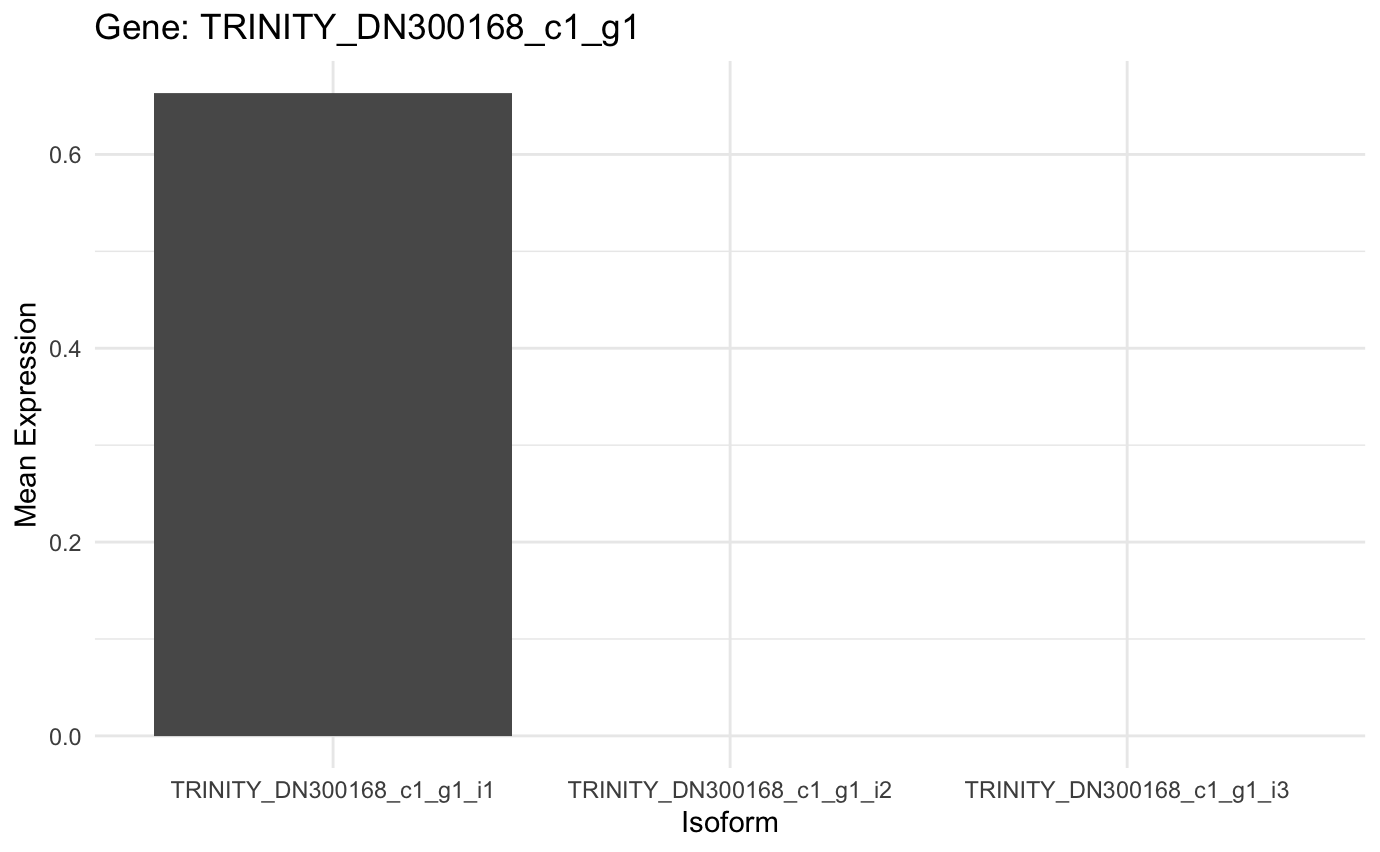 Gene: TRINITY_DN300168_c1_g1
Mean Expression
0.6
0.4
0.2
0.0
TRINITY_DN300168_c1_g1_i1 TRINITY_DN300168_c1_g1_i2 TRINITY_DN300168_c1_g1_i3
Isoform